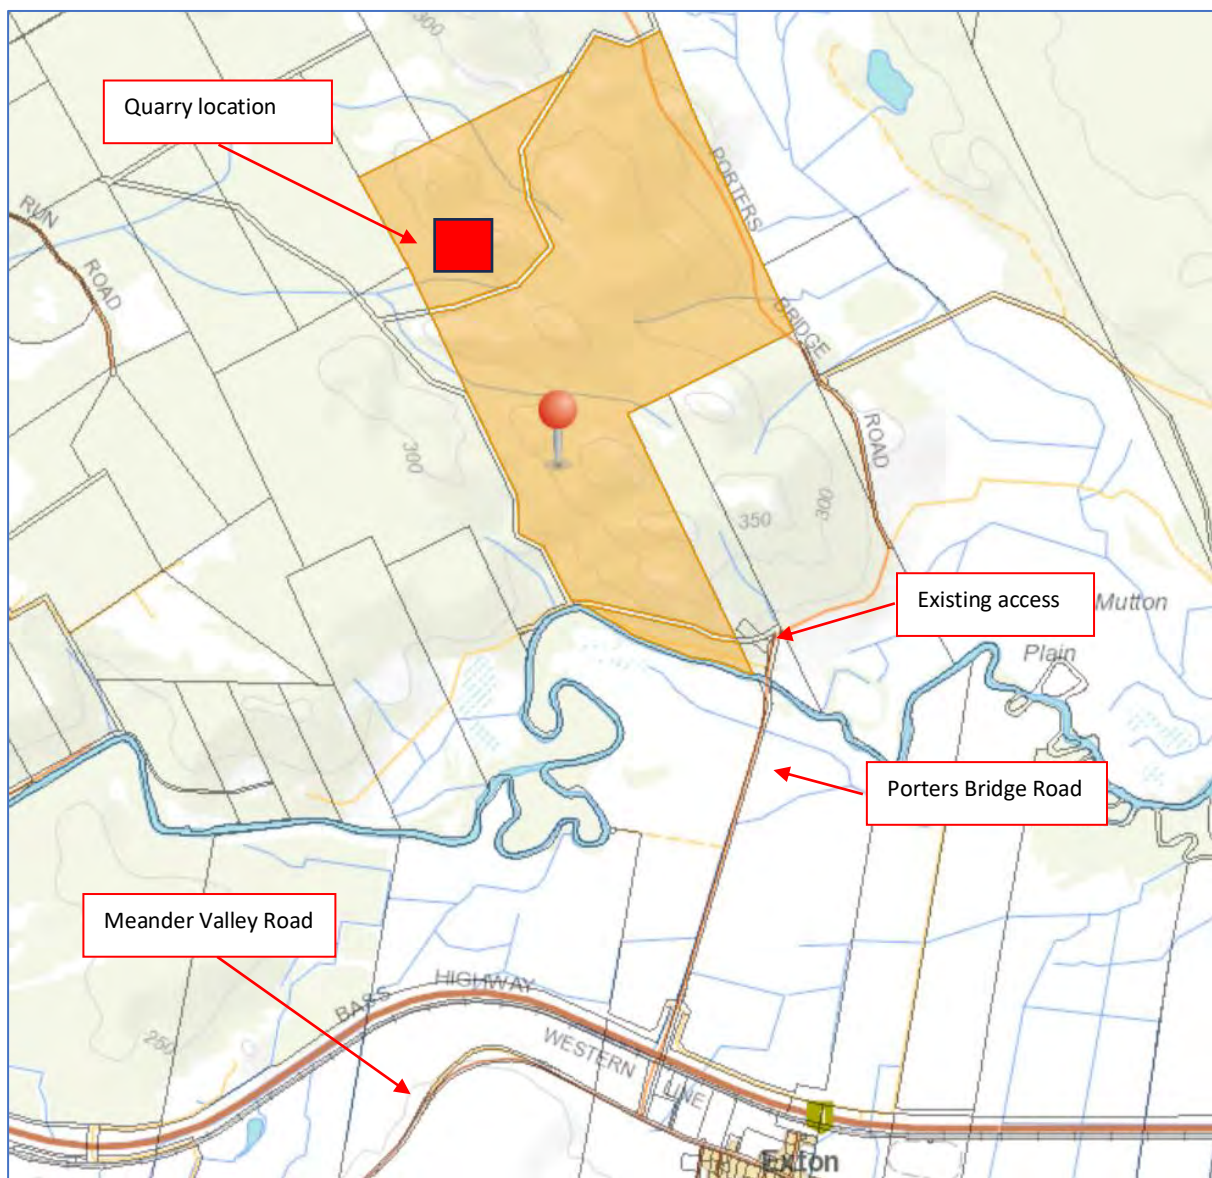 300
Quarry location
PORTERS
RUN
ROAD
BRIDGE
ROAD
300
350
300
Existing access
Mutton
Plain
Porters Bridge Road
Meander Valley Road
BASS
HIGHWAY
250
WESTERN
LINE
Exton